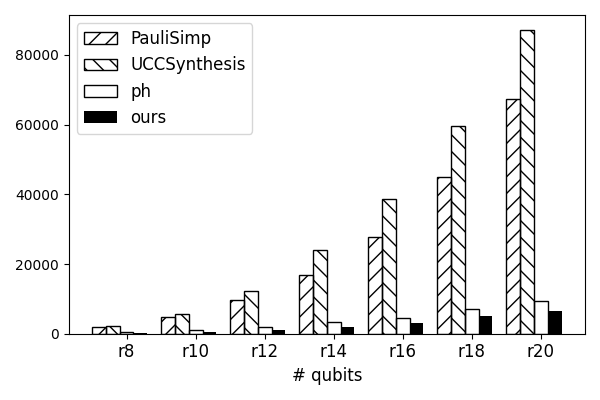 PauliSimp
UCCSynthesis
ph
ours
80000
60000
40000
20000
0
r8 r10 r12 r14 r16 r18 r20
# qubits